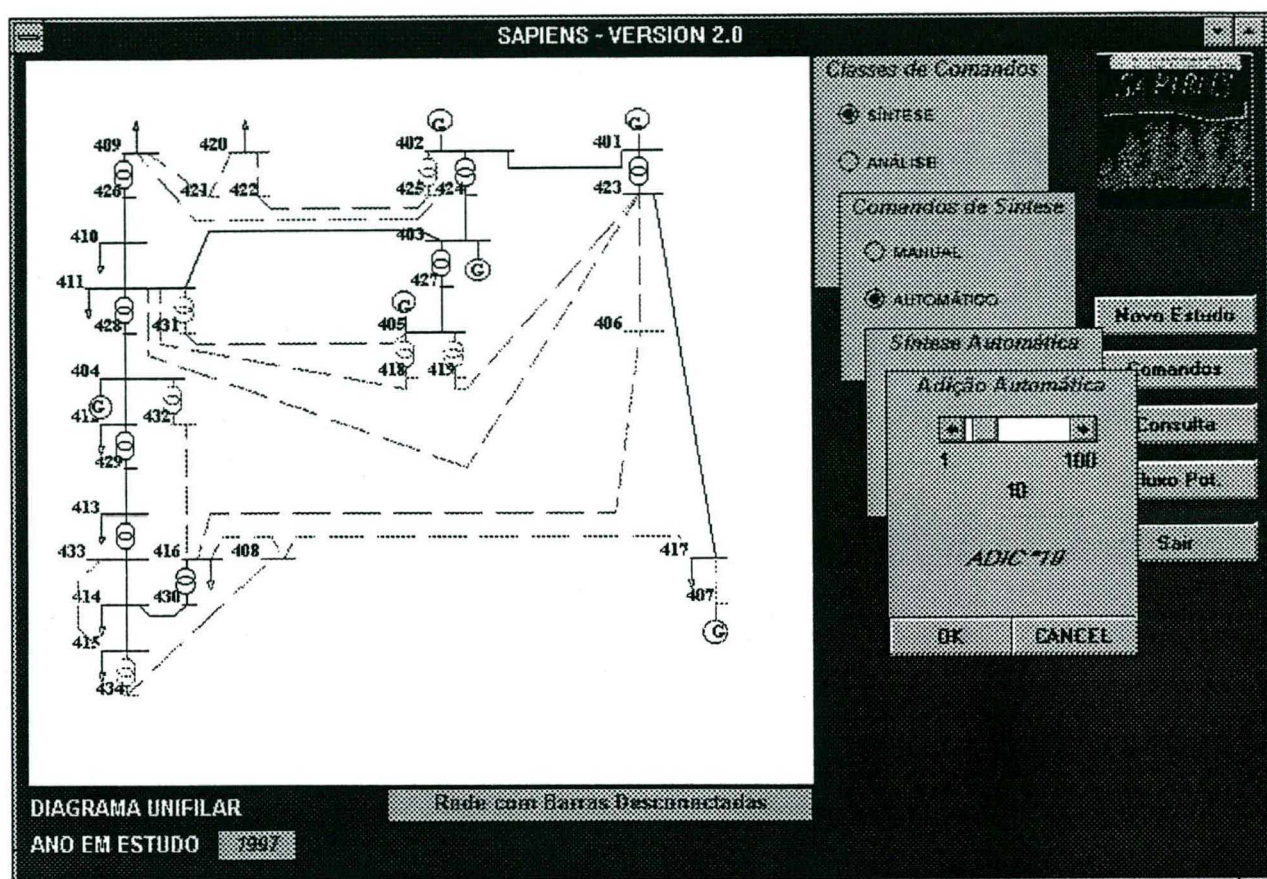 SAPIENS - VERSION 2.0
Classes de Comandos
SÍNTESE
ANÁLISE
Comandos de Síntese
MANUAL
AUTOMÁTICO
Síntese Automática
Adição Automática
1 100
10
ADIC*10
OK CANCEL
SAPIENS
Novo Estudo
Comandos
Consulta
Fluxo Pot.
Sair
G G
409 420 402 401
426 421 422 425 424 423
410 403
G
411 427
G
428 431 405 406
418 419
404
G
412 432
429
413
433 416 408 417
414 430 407
415 G
434
DIAGRAMA UNIFILAR
Rede com Barras Desconectadas
ANO EM ESTUDO 1997